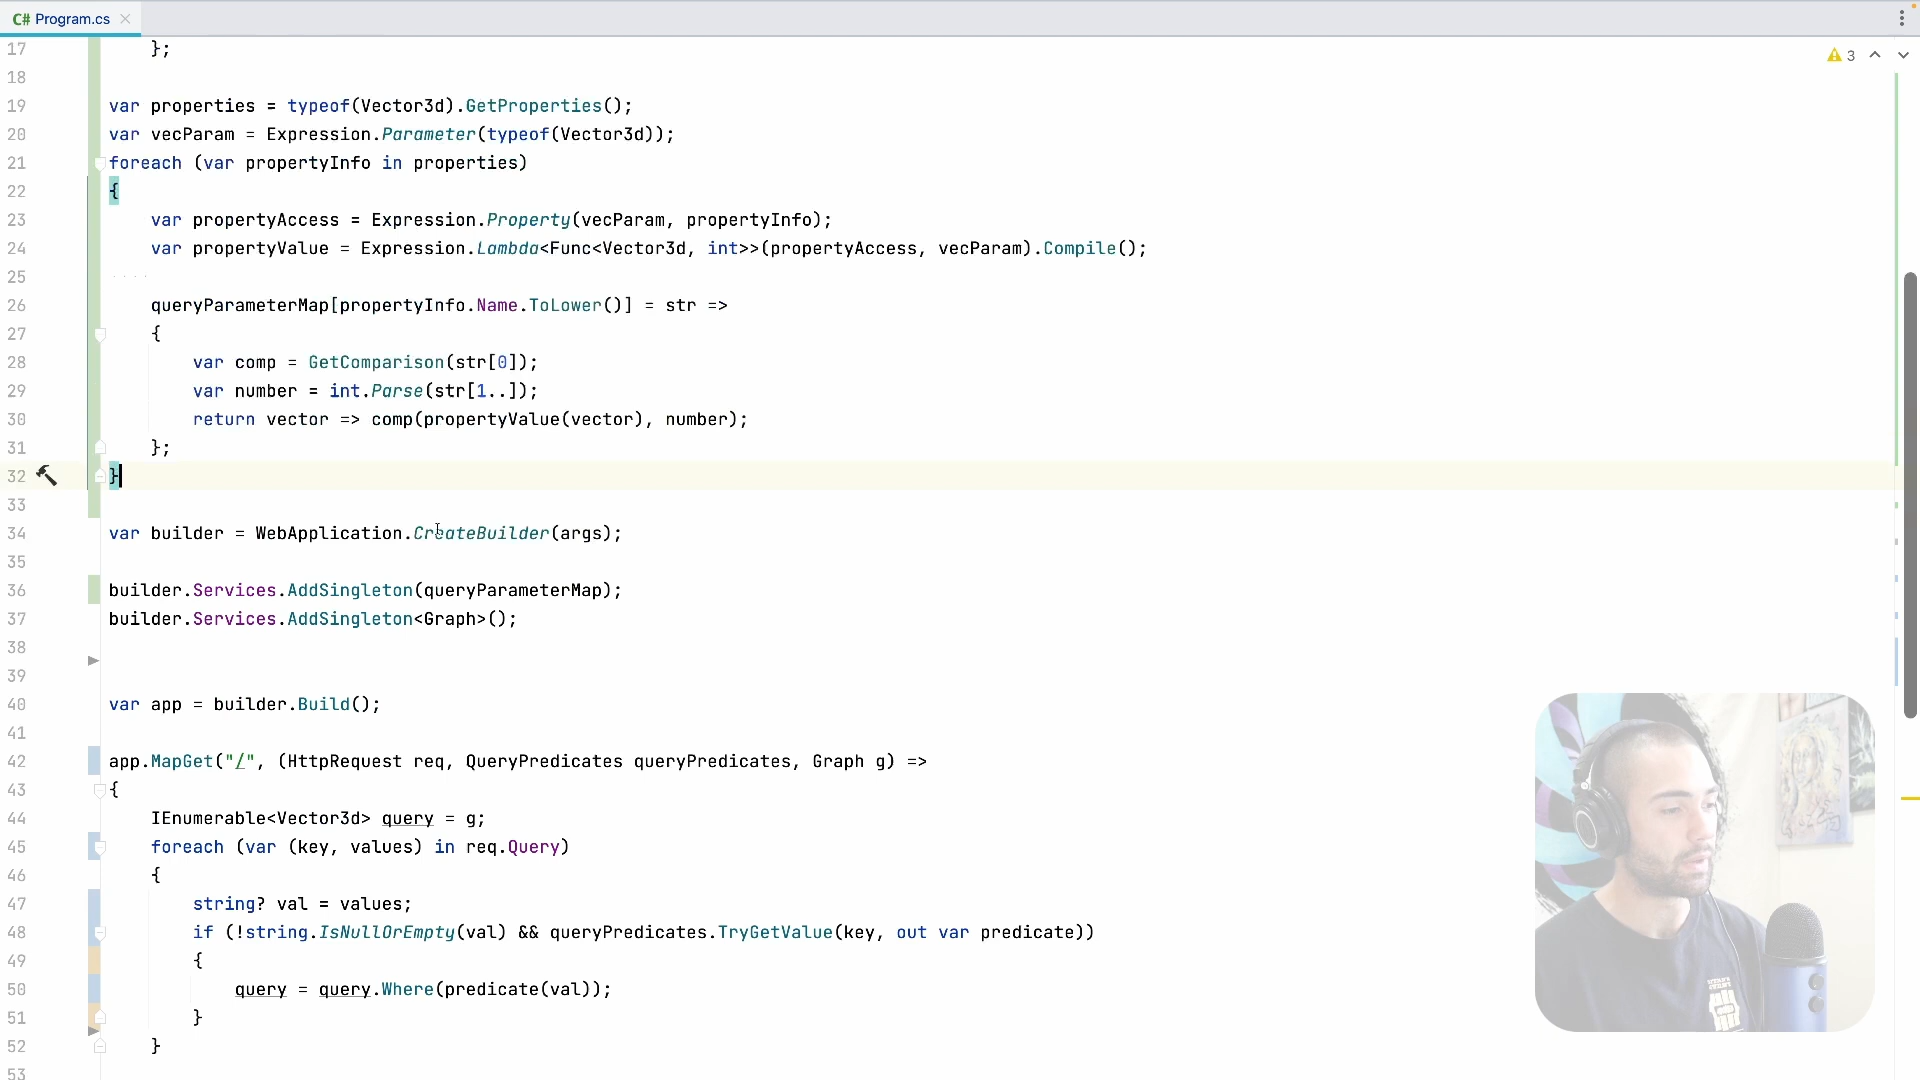 C# Program.cs
3
17 };
18
19 var properties = typeof(Vector3d).GetProperties();
20 var vecParam = Expression.Parameter(typeof(Vector3d));
21 foreach (var propertyInfo in properties)
22 {
23 var propertyAccess = Expression.Property(vecParam, propertyInfo);
24 var propertyValue = Expression.Lambda<Func<Vector3d, int>>(propertyAccess, vecParam).Compile();
25
26 queryParameterMap[propertyInfo.Name.ToLower()] = str =>
27 {
28 var comp = GetComparison(str[0]);
29 var number = int.Parse(str[1..]);
30 return vector => comp(propertyValue(vector), number);
31 };
32 }
33
34 var builder = WebApplication.CreateBuilder(args);
35
36 builder.Services.AddSingleton(queryParameterMap);
37 builder.Services.AddSingleton<Graph>();
38
39
40 var app = builder.Build();
41
42 app.MapGet("/", (HttpRequest req, QueryPredicates queryPredicates, Graph g) =>
43 {
44 IEnumerable<Vector3d> query = g;
45 foreach (var (key, values) in req.Query)
46 {
47 string? val = values;
48 if (!string.IsNullOrEmpty(val) && queryPredicates.TryGetValue(key, out var predicate))
49 {
50 query = query.Where(predicate(val));
51 }
52 }
53